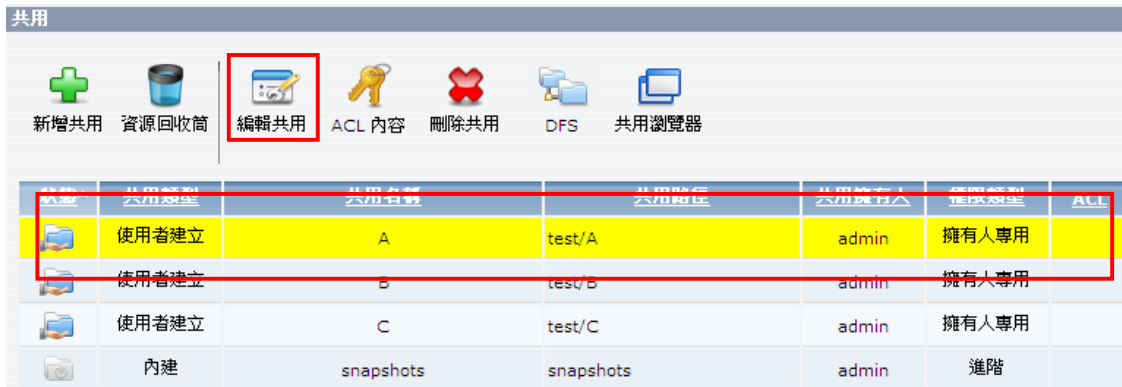 共用
新增共用 資源回收筒 編輯共用 ACL 內容 刪除共用 DFS 共用瀏覽器
狀態 共用類型 共用名稱 共用路徑 共用擁有人 權限類型 ACL
使用者建立 A test/A admin 擁有人專用
使用者建立 B test/B admin 擁有人專用
使用者建立 C test/C admin 擁有人專用
內建 snapshots snapshots admin 進階